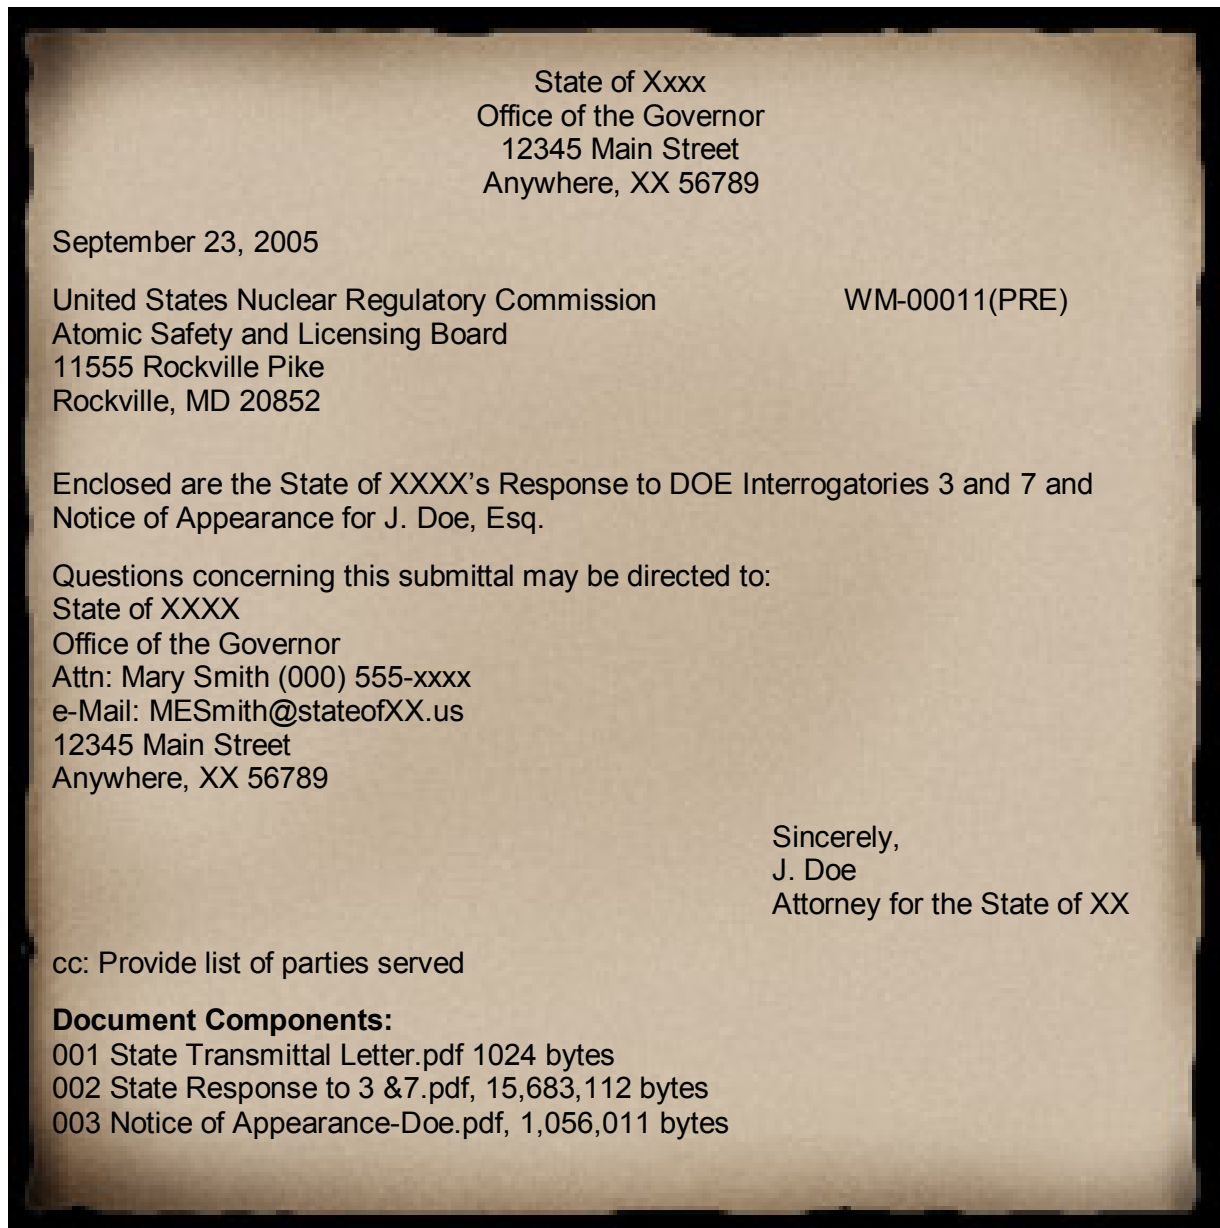 State of Xxxx
Office of the Governor
12345 Main Street
Anywhere, XX 56789
September 23, 2005
United States Nuclear Regulatory Commission WM-00011(PRE)
Atomic Safety and Licensing Board
11555 Rockville Pike
Rockville, MD 20852
Enclosed are the State of XXXX's Response to DOE Interrogatories 3 and 7 and
Notice of Appearance for J. Doe, Esq.
Questions concerning this submittal may be directed to:
State of XXXX
Office of the Governor
Attn: Mary Smith (000) 555-xxxx
e-Mail: MESmith@stateofXX.us
12345 Main Street
Anywhere, XX 56789
Sincerely,
J. Doe
Attorney for the State of XX
cc: Provide list of parties served
Document Components:
001 State Transmittal Letter.pdf 1024 bytes
002 State Response to 3 &7.pdf, 15,683,112 bytes
003 Notice of Appearance-Doe.pdf, 1,056,011 bytes